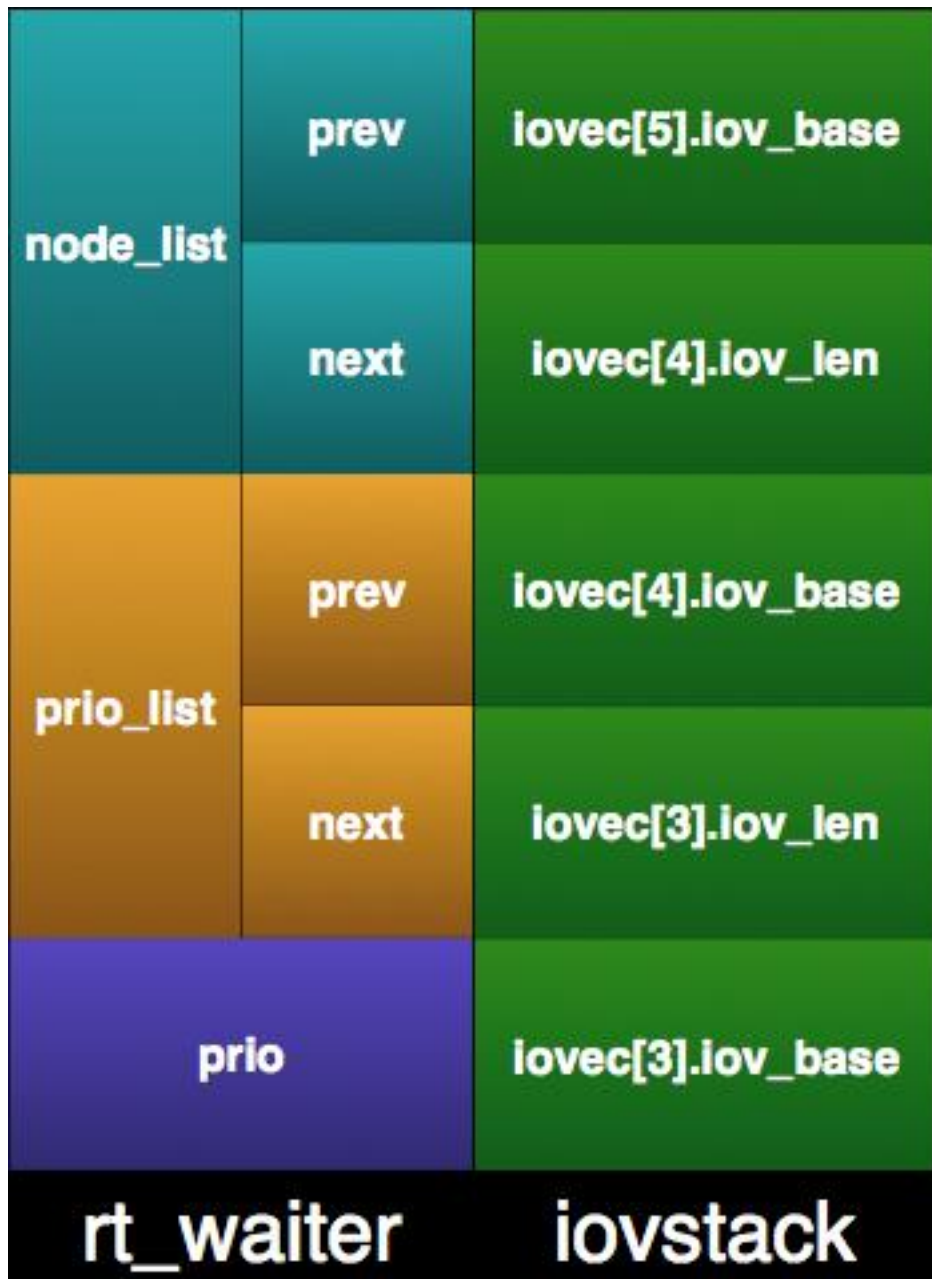 prev iovec[5].iov_base
node_list
next iovec[4].iov_len
prev iovec[4].iov_base
prio_list
next iovec[3].iov_len
prio iovec[3].iov_base
rt_waiter iovstack